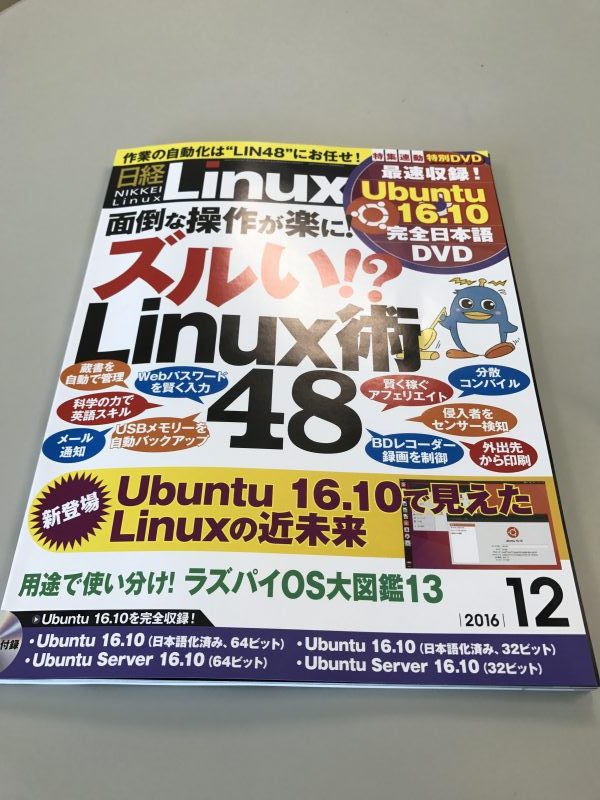 作業の自動化は“LIN48”にお任せ!
特集連動 特別DVD
日経
NIKKEI
Linux
Linux
最速収録!
Ubuntu
16.10
完全日本語
DVD
面倒な操作が楽に!
ズルい!?
Linux術
48
蔵書を
自動で管理
Webパスワード
を賢く入力
科学の力で
英語スキル
USBメモリーを
自動バックアップ
メール
通知
賢く稼ぐ
アフェリエイト
分散
コンパイル
侵入者を
センサー検知
BDレコーダー
録画を制御
外出先
から印刷
新登場
Ubuntu 16.10で見えた
Linuxの近未来
用途で使い分け! ラズパイOS大図鑑13
2016
12
付録
Ubuntu 16.10を完全収録!
・Ubuntu 16.10 (日本語化済み、64ビット)
・Ubuntu 16.10 (日本語化済み、32ビット)
・Ubuntu Server 16.10 (64ビット)
・Ubuntu Server 16.10 (32ビット)